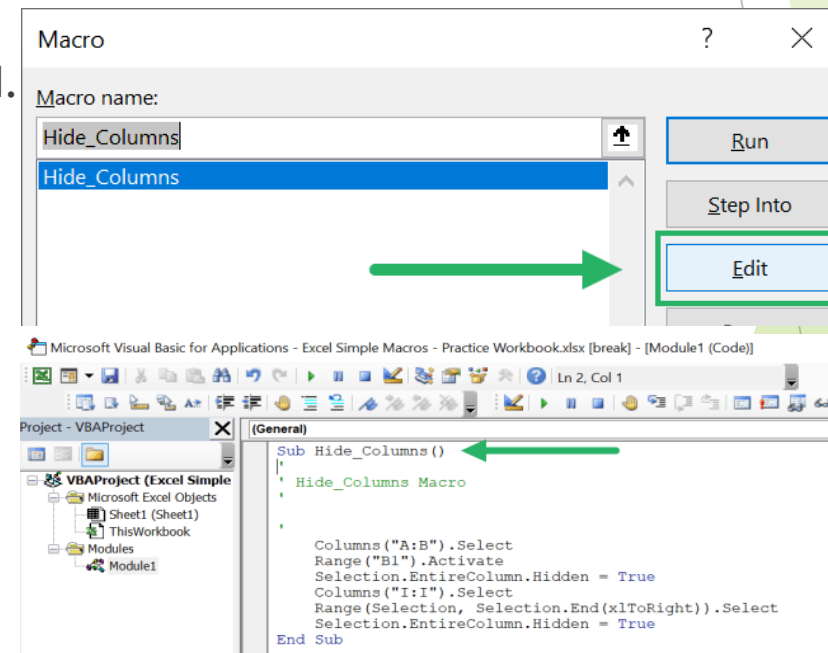 Macro
?
Macro name:
Hide_Columns
Run
Hide_Columns
Step Into
Edit
Microsoft Visual Basic for Applications - Excel Simple Macros - Practice Workbook.xlsx [break] - [Module1 (Code)]
Ln 2, Col 1
Project - VBAProject
(General)
VBAProject (Excel Simple
Microsoft Excel Objects
Sheet1 (Sheet1)
ThisWorkbook
Modules
Module1
Sub Hide_Columns()
'
' Hide_Columns Macro
'
'
Columns("A:B").Select
Range("B1").Activate
Selection.EntireColumn.Hidden = True
Columns("I:I").Select
Range(Selection, Selection.End(xlToRight)).Select
Selection.EntireColumn.Hidden = True
End Sub